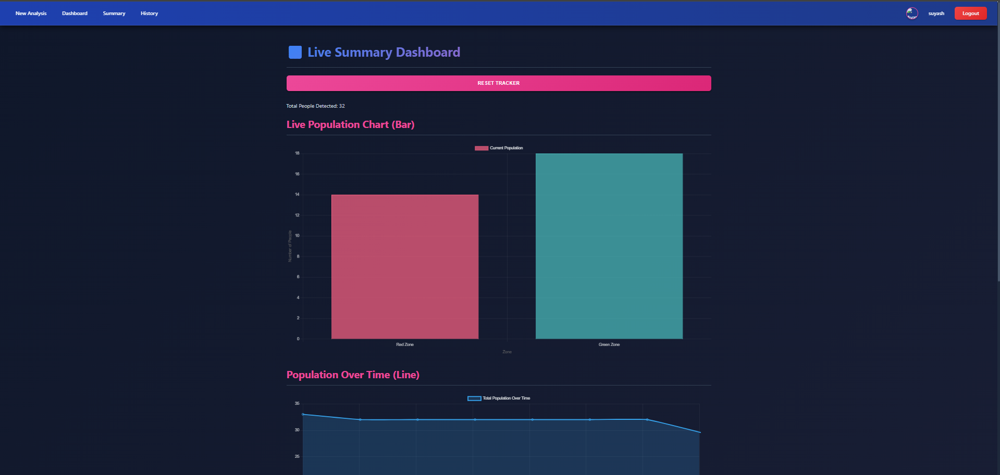 New Analysis Dashboard Summary History suyash Logout
Live Summary Dashboard
RESET TRACKER
Total People Detected: 32
Live Population Chart (Bar)
Current Population
18
16
14
12
10
8
6
4
2
0
Number of People
Red Zone Green Zone
Zone
Population Over Time (Line)
Total Population Over Time
35
30
25